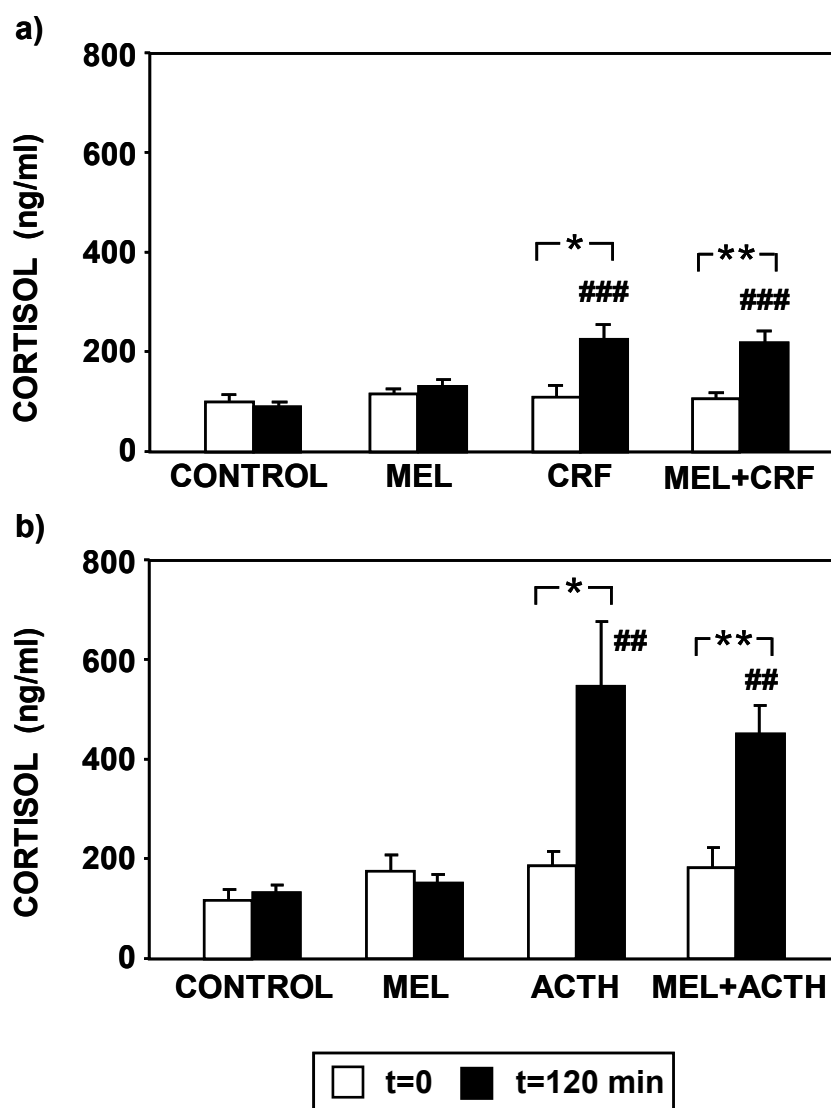 a)
CORTISOL (ng/ml)
800
600
400
200
0
*
###
**
###
CONTROL MEL CRF MEL+CRF
b)
CORTISOL (ng/ml)
800
600
400
200
0
*
##
**
##
CONTROL MEL ACTH MEL+ACTH
t=0 t=120 min